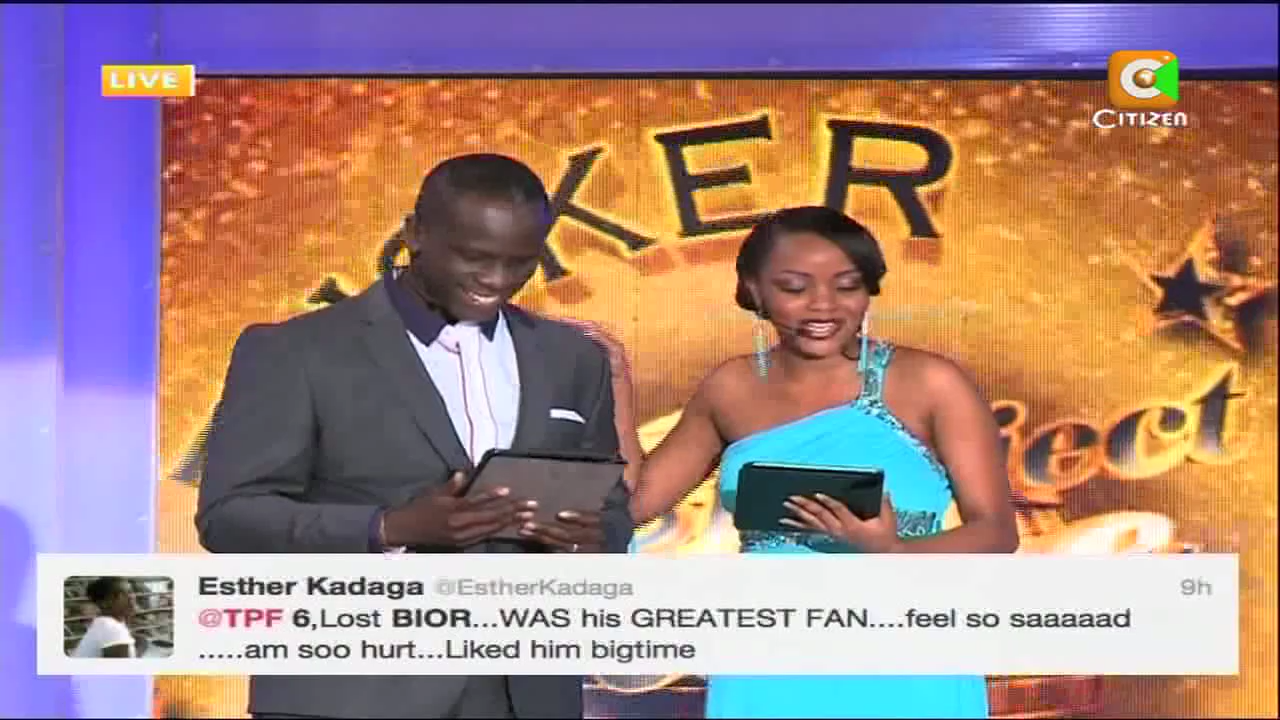 LIVE
CITIZEN
KER
ject
Esther Kadaga @EstherKadaga 9h
@TPF 6,Lost BIOR...WAS his GREATEST FAN....feel so saaaaad
.....am soo hurt...Liked him bigtime